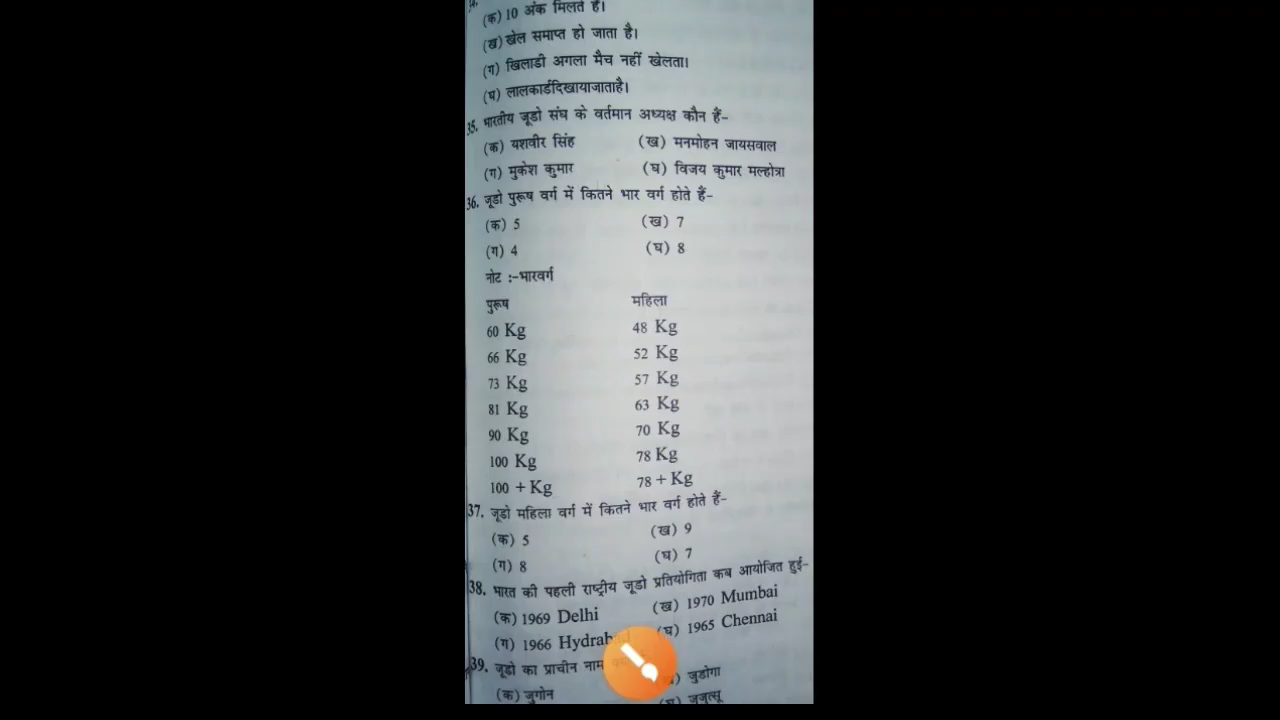 (क) 10 अंक मिलते हैं।
(ख) खेल समाप्त हो जाता है।
(ग) खिलाडी अगला मैच नहीं खेलता।
(घ) लालकार्डदिखायाजाताहै।
35. भारतीय जूडो संघ के वर्तमान अध्यक्ष कौन हैं-
(क) यशवीर सिंह (ख) मनमोहन जायसवाल
(ग) मुकेश कुमार (घ) विजय कुमार मल्होत्रा
36. जूडो पुरूष वर्ग में कितने भार वर्ग होते हैं-
(क) 5 (ख) 7
(ग) 4 (घ) 8
नोट :-भारवर्ग
पुरूष महिला
60 Kg 48 Kg
66 Kg 52 Kg
73 Kg 57 Kg
81 Kg 63 Kg
90 Kg 70 Kg
100 Kg 78 Kg
100 + Kg 78 + Kg
37. जूडो महिला वर्ग में कितने भार वर्ग होते हैं-
(क) 5 (ख) 9
(ग) 8 (घ) 7
38. भारत की पहली राष्ट्रीय जूडो प्रतियोगिता कब आयोजित हुई-
(क) 1969 Delhi (ख) 1970 Mumbai
(ग) 1966 (घ) 1965 Chennai
39. जूडो का प्राचीन नाम
(क) जुगोन जुडोगा
जुजुत्सू